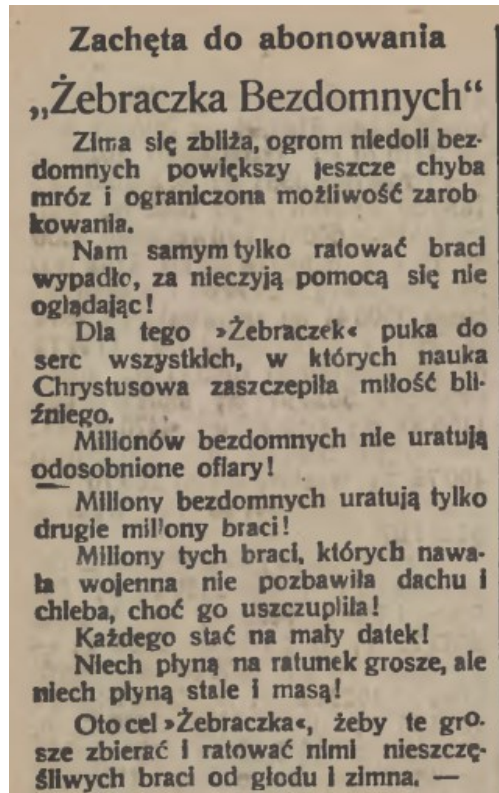 Zachęta do abonowania
„Żebraczka Bezdomnych“
Zima się zbliża, ogrom niedoli bez-
domnych powiększy jeszcze chyba
mróz i ograniczona możliwość zarob
kowania.
Nam samym tylko ratować braci
wypadło, za nieczyją pomocą się nie
oglądając!
Dla tego »Żebraczek« puka do
serc wszystkich, w których nauka
Chrystusowa zaszczepiła miłość bli-
źniego.
Milionów bezdomnych nie uratują
odosobnione ofiary!
Miliony bezdomnych uratują tylko
drugie miliony braci!
Miliony tych braci, których nawa-
ła wojenna nie pozbawiła dachu i
chleba, choć go uszczupliła!
Każdego stać na mały datek!
Niech płyną na ratunek grosze, ale
niech płyną stale i masą!
Oto cel »Żebraczka«, żeby te gro-
sze zbierać i ratować nimi nieszczę-
śliwych braci od głodu i zimna. —